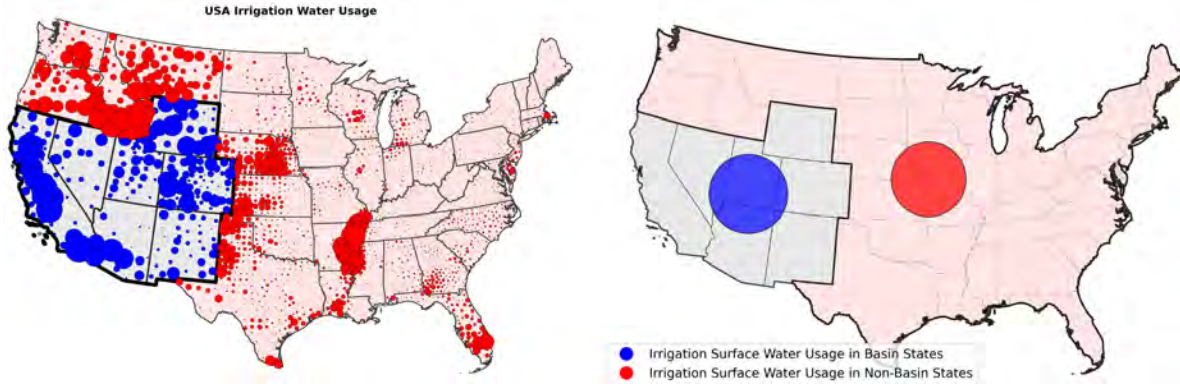 USA Irrigation Water Usage
Irrigation Surface Water Usage in Basin States
Irrigation Surface Water Usage in Non-Basin States